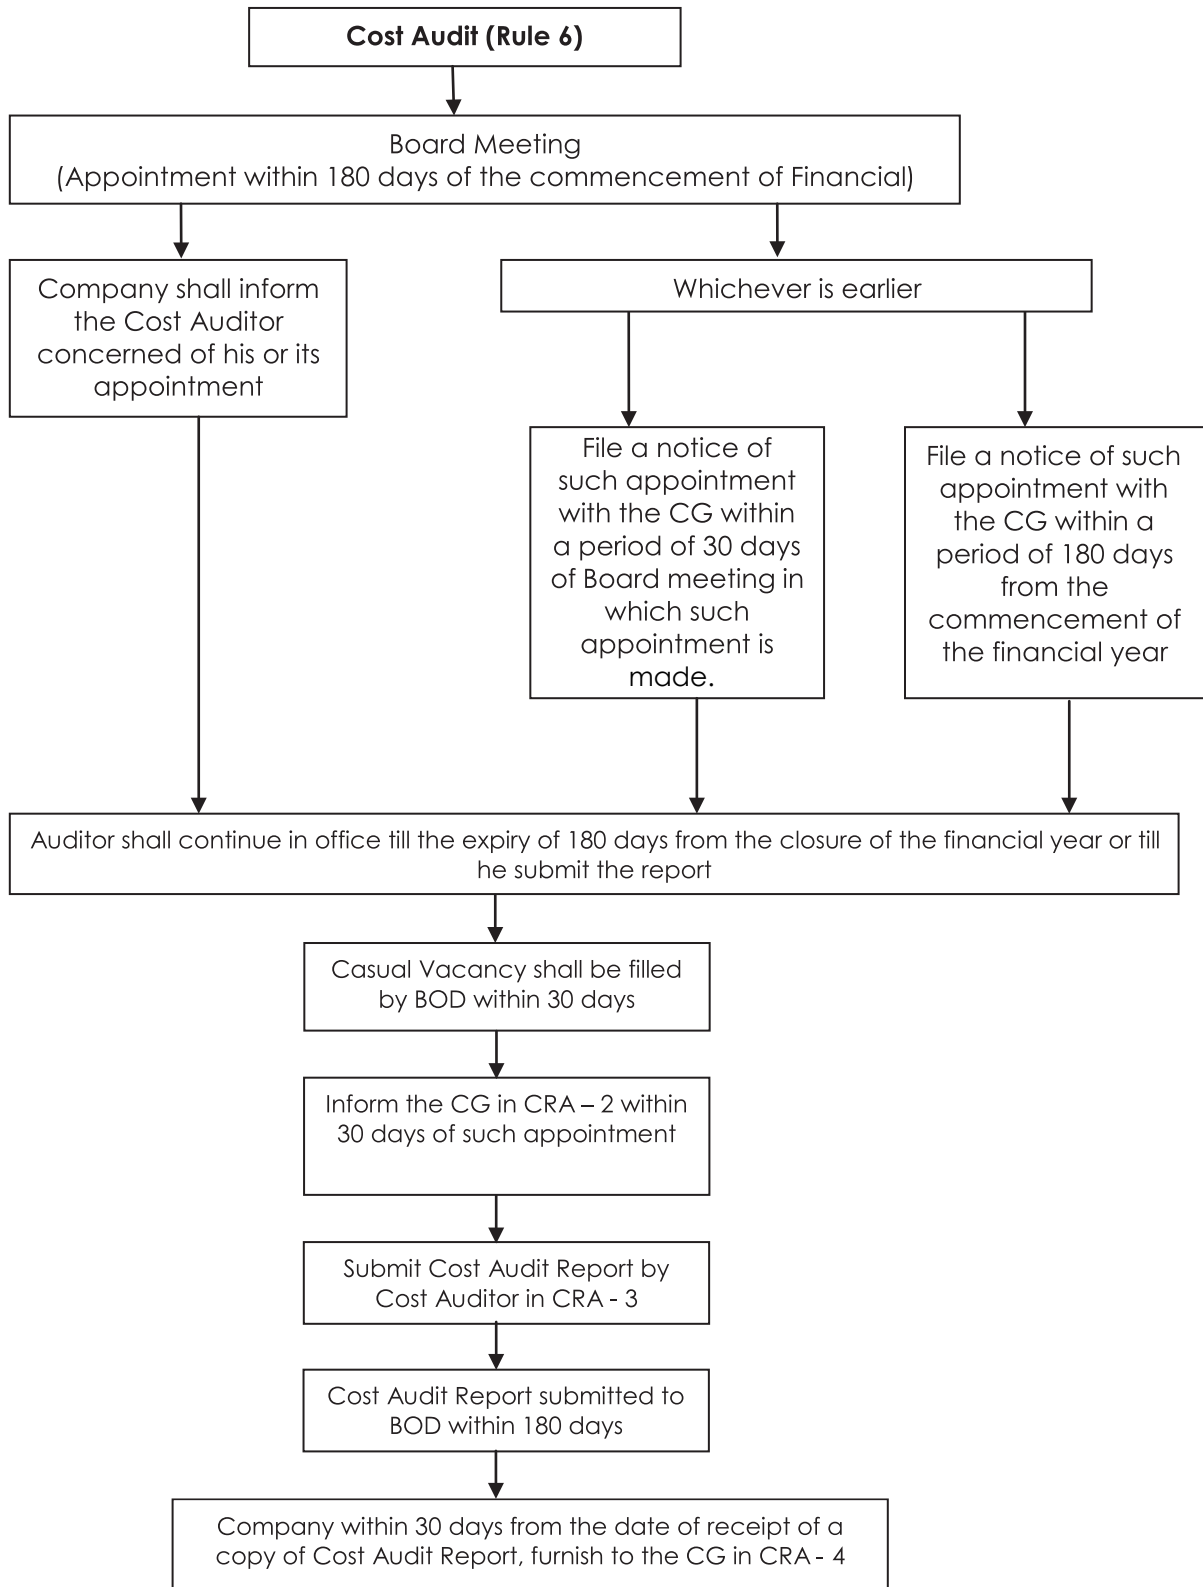 Cost Audit (Rule 6)
Board Meeting
(Appointment within 180 days of the commencement of Financial)
Company shall inform
the Cost Auditor
concerned of his or its
appointment
Whichever is earlier
File a notice of
such appointment
with the CG within
a period of 30 days
of Board meeting in
which such
appointment is
made.
File a notice of such
appointment with
the CG within a
period of 180 days
from the
commencement of
the financial year
Auditor shall continue in office till the expiry of 180 days from the closure of the financial year or till
he submit the report
Casual Vacancy shall be filled
by BOD within 30 days
Inform the CG in CRA – 2 within
30 days of such appointment
Submit Cost Audit Report by
Cost Auditor in CRA - 3
Cost Audit Report submitted to
BOD within 180 days
Company within 30 days from the date of receipt of a
copy of Cost Audit Report, furnish to the CG in CRA - 4